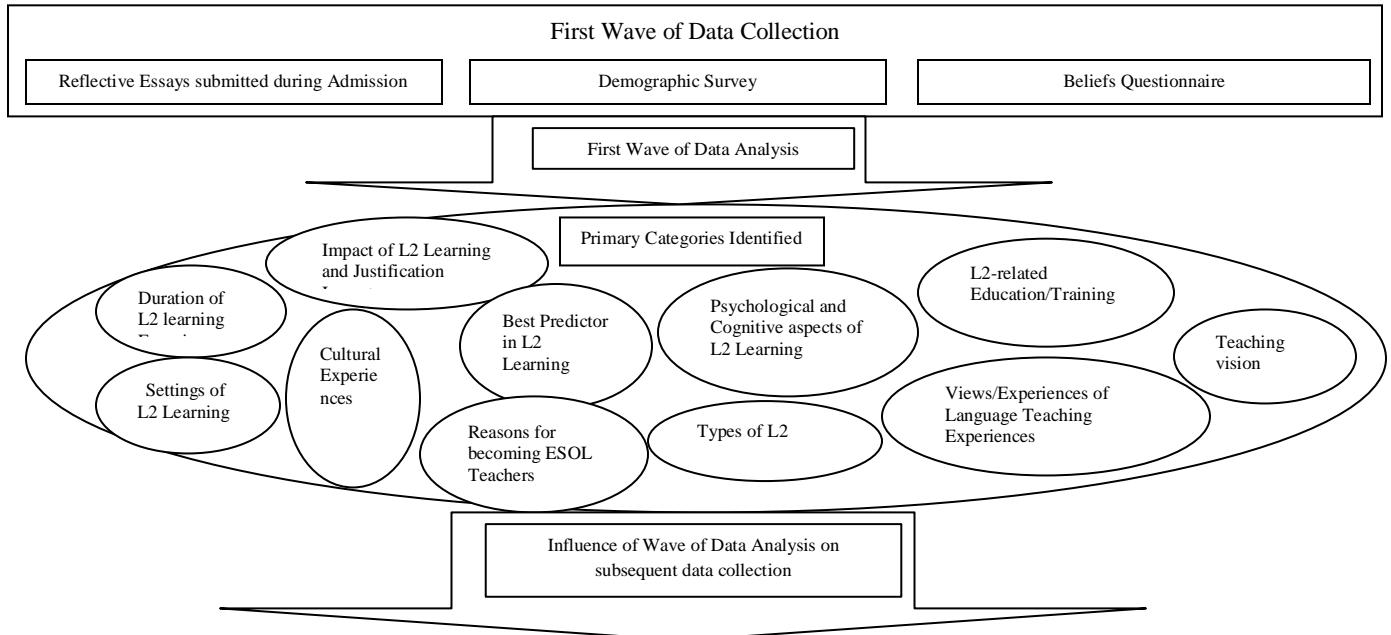 First Wave of Data Collection
Reflective Essays submitted during Admission
Demographic Survey
Beliefs Questionnaire
First Wave of Data Analysis
Primary Categories Identified
Impact of L2 Learning
and Justification
Duration of
L2 learning
Settings of
L2 Learning
Cultural
Experie
nces
Best Predictor
in L2
Learning
Reasons for
becoming ESOL
Teachers
Psychological and
Cognitive aspects of
L2 Learning
Types of L2
L2-related
Education/Training
Views/Experiences of
Language Teaching
Experiences
Teaching
vision
Influence of Wave of Data Analysis on
subsequent data collection